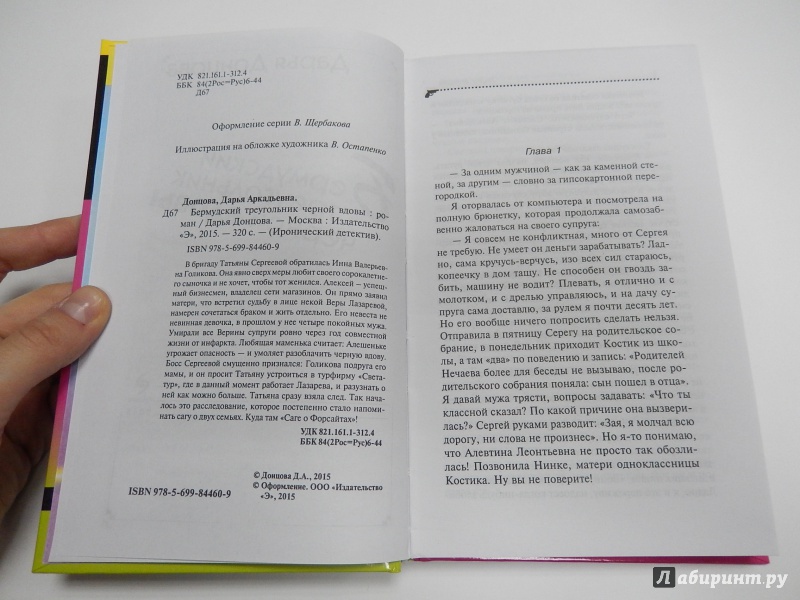 УДК 821.161.1-312.4
ББК 84(2Рос=Рус)6-44
Д67
Оформление серии В. Щербакова
Иллюстрация на обложке художника В. Остапенко
Донцова, Дарья Аркадьевна.
Д67 Бермудский треугольник черной вдовы : ро-
ман / Дарья Донцова. — Москва : Издательство
«Э», 2015. — 320 с. — (Иронический детектив).
ISBN 978-5-699-84460-9
В бригаду Татьяны Сергеевой обратилась Инна Валерьев-
на Голикова. Она явно сверх меры любит своего сорокалетне-
го сыночка и не хочет, чтобы тот женился. Алексей – успеш-
ный бизнесмен, владелец сети магазинов. Он прямо заявил
матери, что встретил судьбу в лице некой Веры Лазаревой,
намерен сочетаться браком и жить отдельно. Его невеста не
невинная девочка, в прошлом у нее четыре покойных мужа.
Умирали все Верины супруги ровно через год совместной
жизни от инфаркта. Любящая маменька считает: Алешеньке
угрожает опасность – и умоляет разоблачить черную вдову.
Босс Сергеевой смущенно признался: Голикова подруга его
мамы, и он просит Татьяну устроиться в турфирму «Света-
тур», где в данный момент работает Лазарева, и разузнать о
ней как можно больше. Татьяна сразу взяла след. Так нача-
лось это расследование, которое постепенно стало напоми-
нать сагу о двух семьях. Куда там «Саге о Форсайтах»!
УДК 821.161.1-312.4
ББК 84(2Рос=Рус)6-44
© Донцова Д.А., 2015
© Оформление. ООО «Издательство
«Э», 2015
ISBN 978-5-699-84460-9
Глава 1
— За одним мужчиной — как за каменной сте-
ной, за другим — словно за гипсокартонной пере-
городкой.
Я оторвалась от компьютера и посмотрела на
полную брюнетку, которая продолжала самозаб-
венно жаловаться на своего супруга:
— Я совсем не конфликтная, много от Сергея
не требую. Не умеет он деньги зарабатывать? Лад-
но, сама кручусь-верчусь, изо всех сил стараюсь,
копеечку в дом тащу. Не способен он гвоздь за-
бить, машину не водит? Плевать, я отлично и с
молотком, и с дрелью управляюсь, и на дачу су-
пруга сама доставлю, за рулем я почти десять лет.
Но его вообще ничего попросить сделать нельзя.
Отправила в пятницу Серегу на родительское со-
брание, в понедельник приходит Костик из шко-
лы, а там «два» по поведению и запись: «Родителей
Нечаева более для беседы не вызываю, после ро-
дительского собрания поняла: сын пошел в отца».
Я давай мужа трясти, вопросы задавать: «Что ты
классной сказал? По какой причине она вызвери-
лась?» Сергей руками разводит: «Зая, я молчал всю
дорогу, ни слова не произнес». Но я-то понимаю,
что Алевтина Леонтьевна не просто так обозли-
лась! Позвонила Нинке, матери одноклассницы
Костика. Ну вы не поверите!
Лабиринт.ру